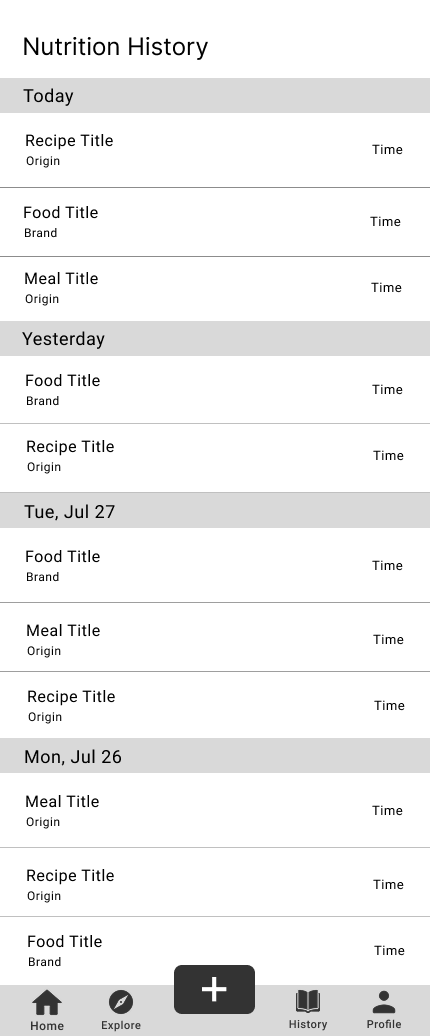 Nutrition History
Today
Recipe Title
Origin
Time
Food Title
Brand
Time
Meal Title
Origin
Time
Yesterday
Food Title
Brand
Time
Recipe Title
Origin
Time
Tue, Jul 27
Food Title
Brand
Time
Meal Title
Origin
Time
Recipe Title
Origin
Time
Mon, Jul 26
Meal Title
Origin
Time
Recipe Title
Origin
Time
Food Title
Brand
Time
Home
Explore
History
Profile